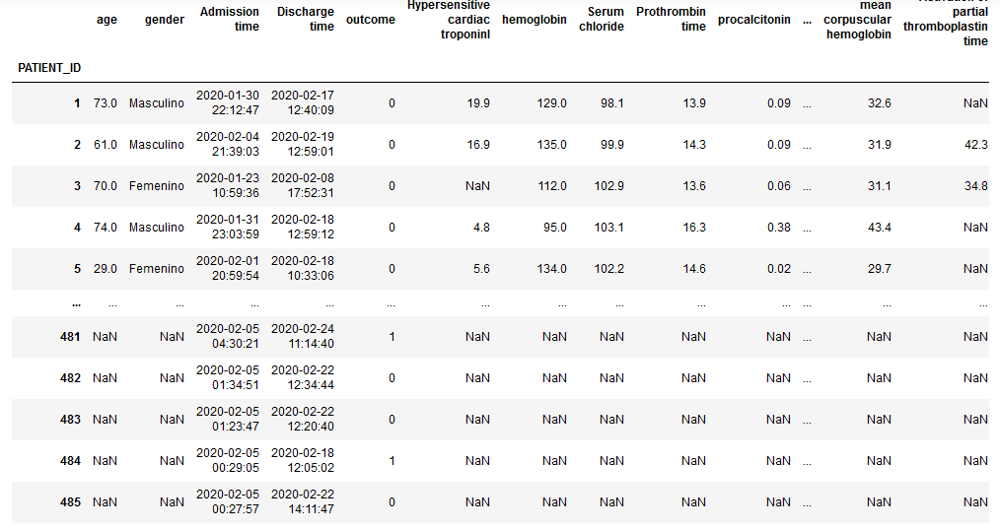 age gender Admission time Discharge time outcome Hypersensitive cardiac troponinI hemoglobin Serum chloride Prothrombin time procalcitonin ... mean corpuscular hemoglobin partial thromboplastin time
PATIENT_ID
1 73.0 Masculino 2020-01-30 22:12:47 2020-02-17 12:40:09 0 19.9 129.0 98.1 13.9 0.09 ... 32.6 NaN
2 61.0 Masculino 2020-02-04 21:39:03 2020-02-19 12:59:01 0 16.9 135.0 99.9 14.3 0.09 ... 31.9 42.3
3 70.0 Femenino 2020-01-23 10:59:36 2020-02-08 17:52:31 0 NaN 112.0 102.9 13.6 0.06 ... 31.1 34.8
4 74.0 Masculino 2020-01-31 23:03:59 2020-02-18 12:59:12 0 4.8 95.0 103.1 16.3 0.38 ... 43.4 NaN
5 29.0 Femenino 2020-02-01 20:59:54 2020-02-18 10:33:06 0 5.6 134.0 102.2 14.6 0.02 ... 29.7 NaN
... ... ... ... ... ... ... ... ... ... ... ... ... ...
481 NaN NaN 2020-02-05 04:30:21 2020-02-24 11:14:40 1 NaN NaN NaN NaN NaN ... NaN NaN
482 NaN NaN 2020-02-05 01:34:51 2020-02-22 12:34:44 0 NaN NaN NaN NaN NaN ... NaN NaN
483 NaN NaN 2020-02-05 01:23:47 2020-02-22 12:20:40 0 NaN NaN NaN NaN NaN ... NaN NaN
484 NaN NaN 2020-02-05 00:29:05 2020-02-18 12:05:02 1 NaN NaN NaN NaN NaN ... NaN NaN
485 NaN NaN 2020-02-05 00:27:57 2020-02-22 14:11:47 0 NaN NaN NaN NaN NaN ... NaN NaN